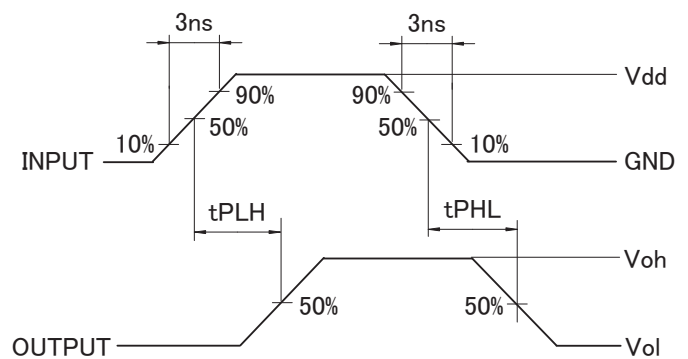 3ns 3ns
Vdd
90% 90%
50% 50%
10% 10%
INPUT GND
tPLH tPHL
Voh
50% 50%
OUTPUT Vol